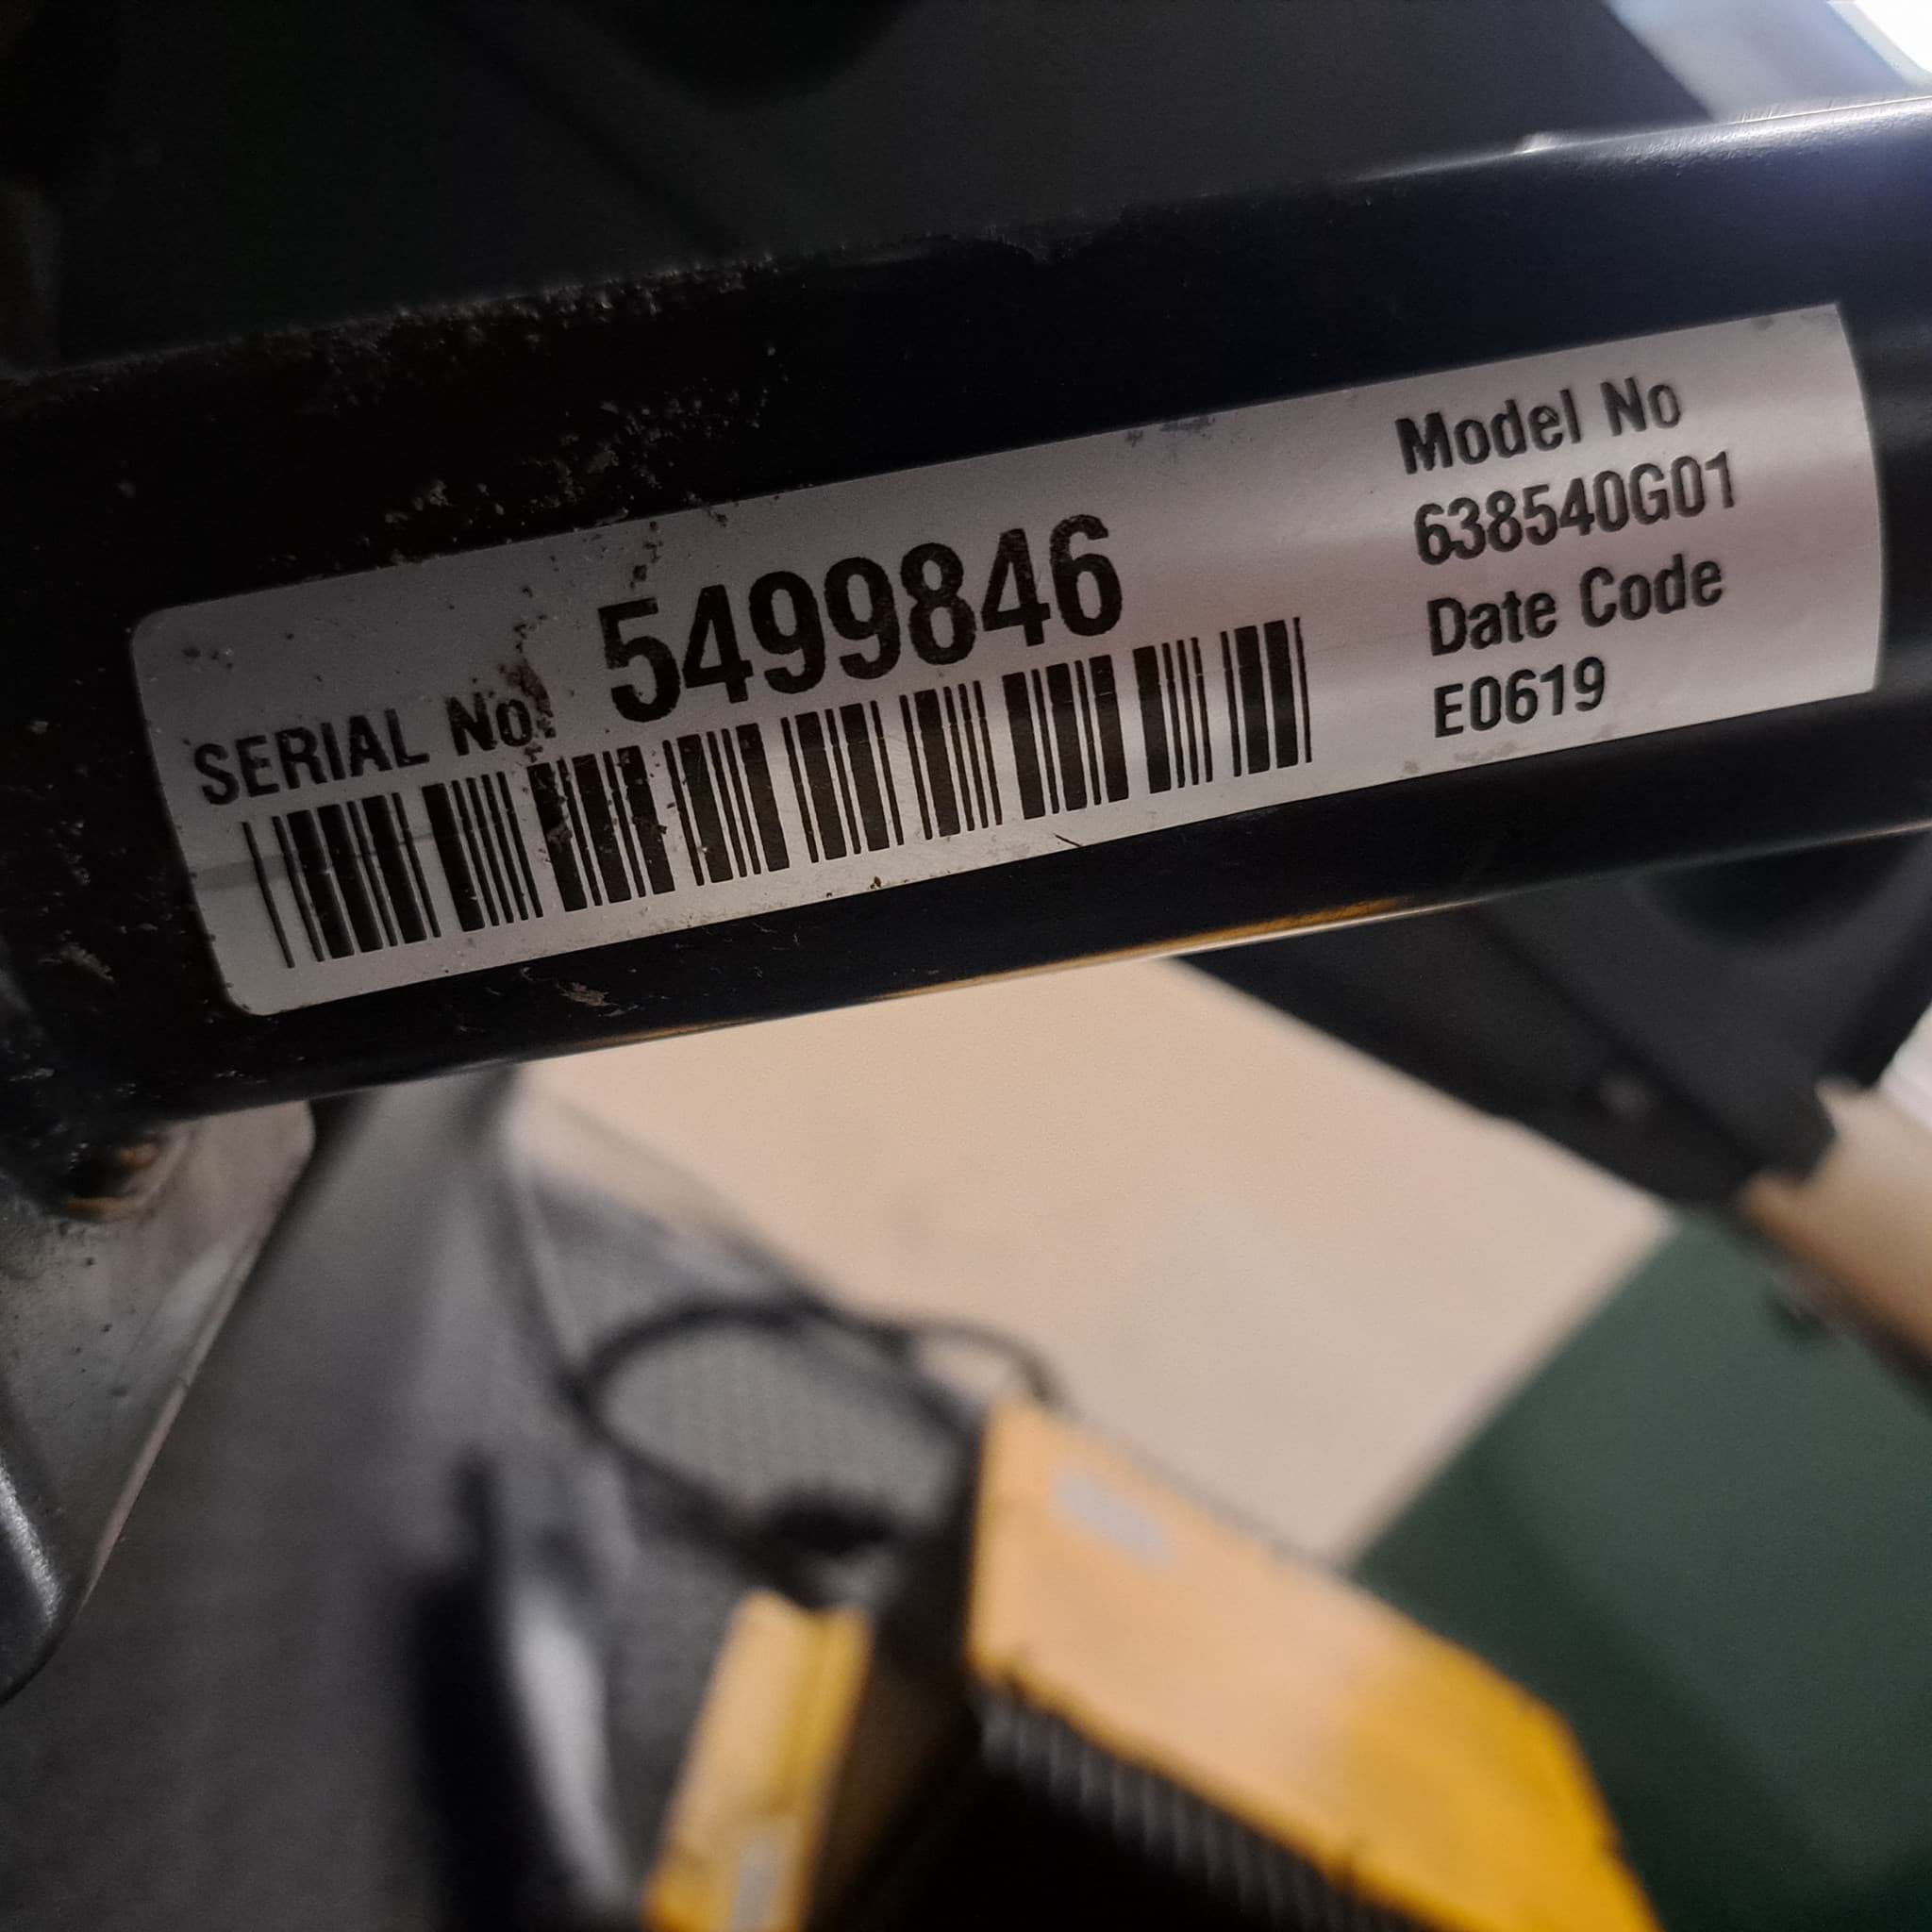 SERIAL No. 5499846
Model No
638540G01
Date Code
E0619